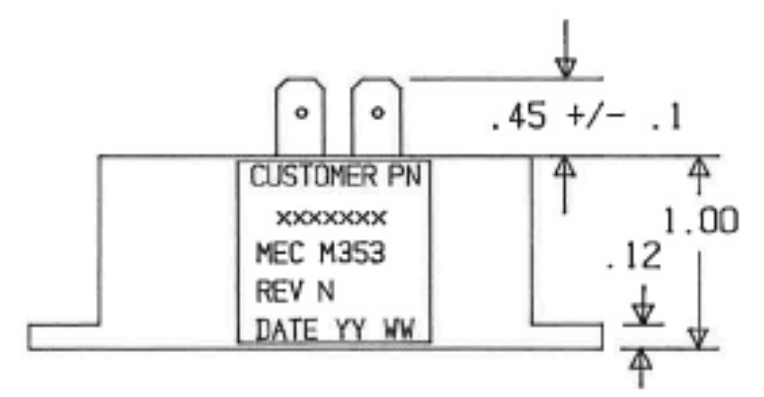 .45 +/- .1
CUSTOMER PN
xxxxxxx
1.00
MEC M353
.12
REV N
DATE YY WW